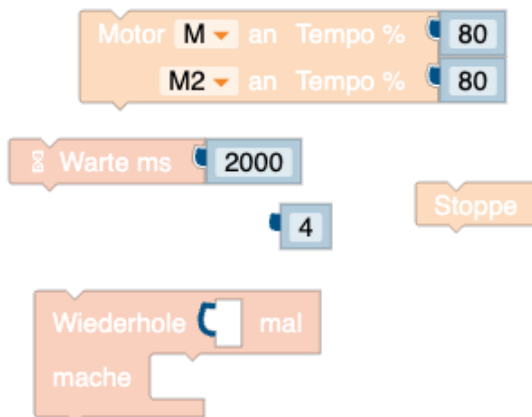 Motor M an Tempo % 80
M2 an Tempo % 80
Warte ms 2000
4
Stoppe
Wiederhole mal
mache